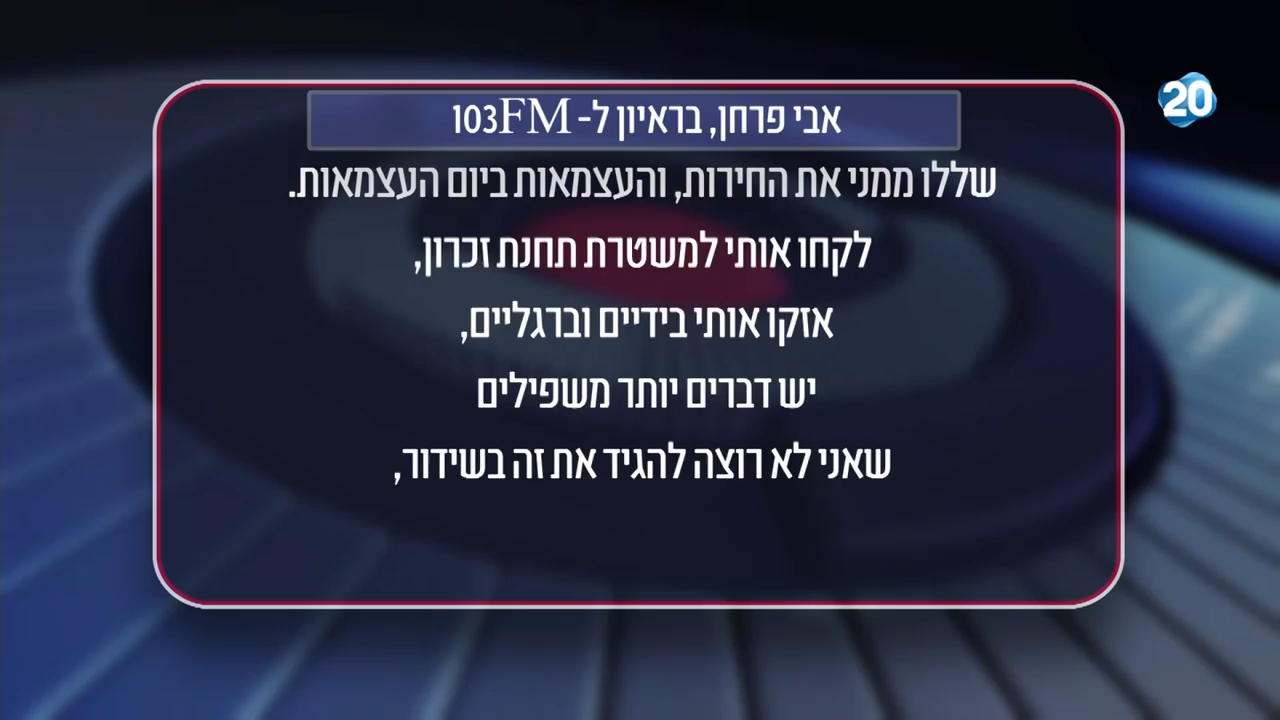 20
אבי פרחן, בראיון ל- 103FM
שללו ממני את החירות, והעצמאות ביום העצמאות.
לקחו אותי למשטרת תחנת זכרון,
אזקו אותי בידיים וברגליים,
יש דברים יותר משפילים
שאני לא רוצה להגיד את זה בשידור,